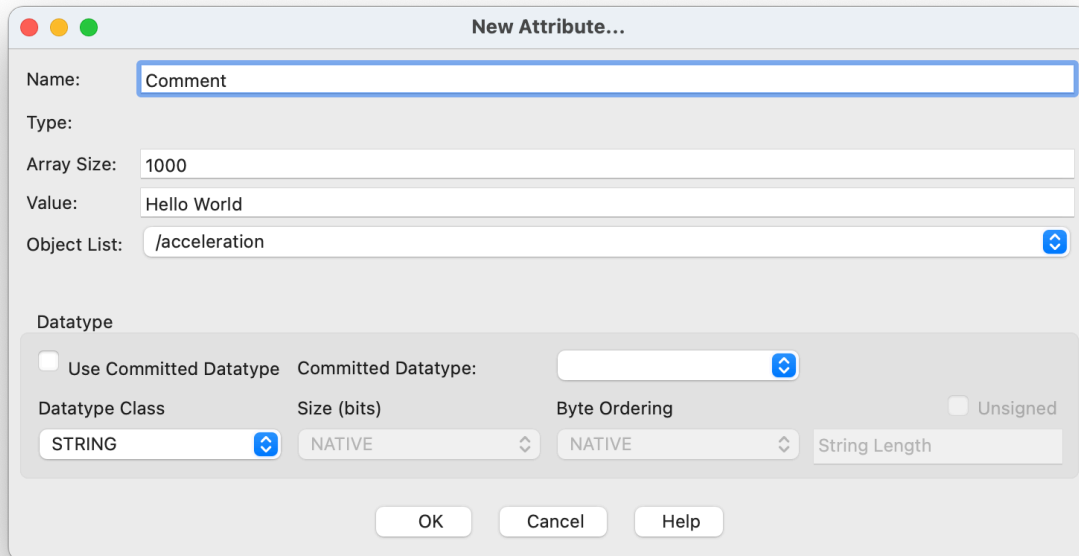 New Attribute...
Name: Comment
Type:
Array Size: 1000
Value: Hello World
Object List: /acceleration
Datatype
Use Committed Datatype Committed Datatype:
Datatype Class Size (bits) Byte Ordering Unsigned
STRING NATIVE NATIVE String Length
OK Cancel Help